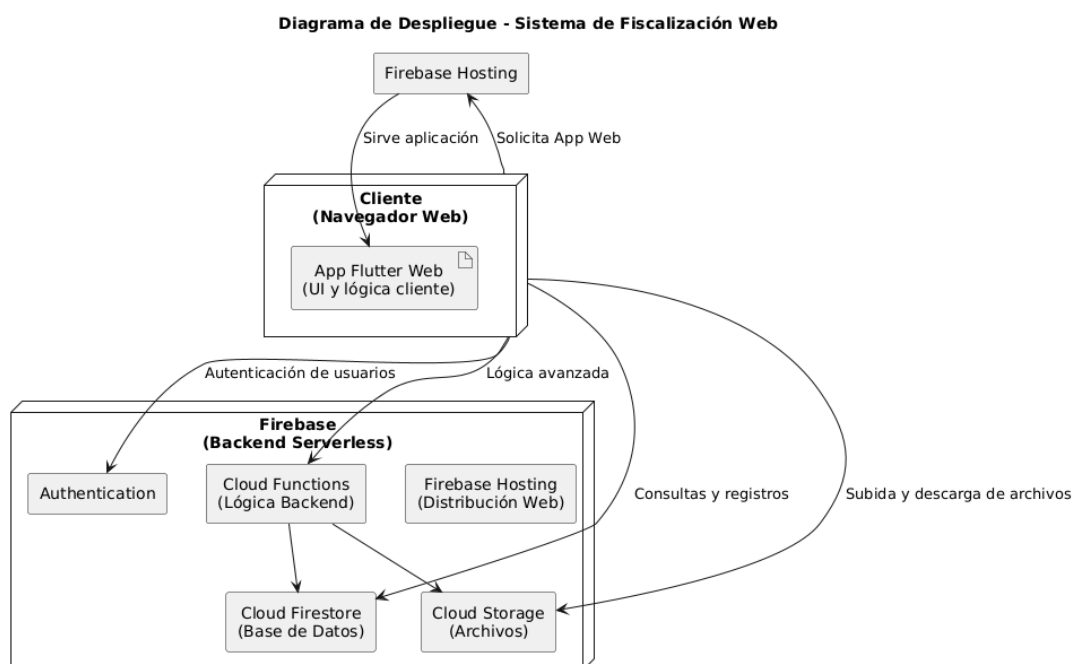 Diagrama de Despliegue - Sistema de Fiscalización Web
Firebase Hosting
Sirve aplicación
Solicita App Web
Cliente
(Navegador Web)
App Flutter Web
(UI y lógica cliente)
Autenticación de usuarios
Lógica avanzada
Firebase
(Backend Serverless)
Authentication
Cloud Functions
(Lógica Backend)
Firebase Hosting
(Distribución Web)
Consultas y registros
Subida y descarga de archivos
Cloud Firestore
(Base de Datos)
Cloud Storage
(Archivos)